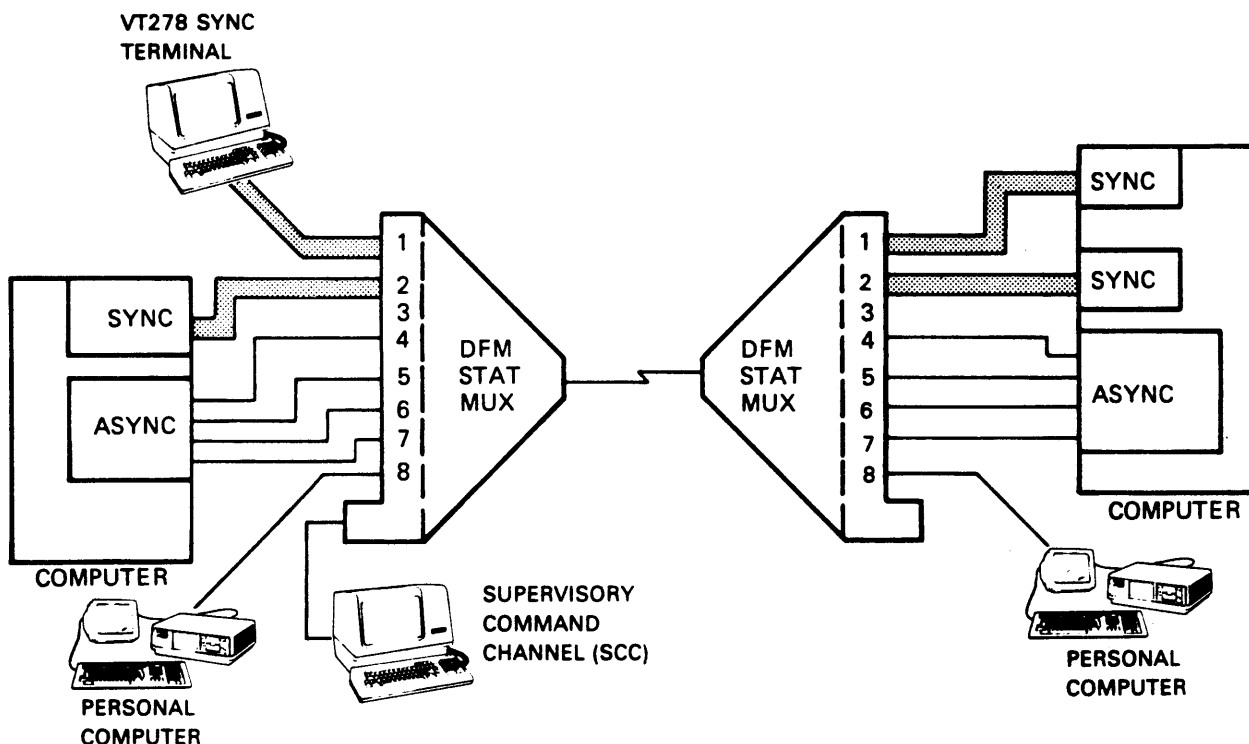 VT278 SYNC
TERMINAL
SYNC
ASYNC
COMPUTER
1
2
3
4
5
6
7
8
DFM
STAT
MUX
DFM
STAT
MUX
1
2
3
4
5
6
7
8
SYNC
SYNC
ASYNC
COMPUTER
PERSONAL
COMPUTER
SUPERVISORY
COMMAND
CHANNEL (SCC)
PERSONAL
COMPUTER